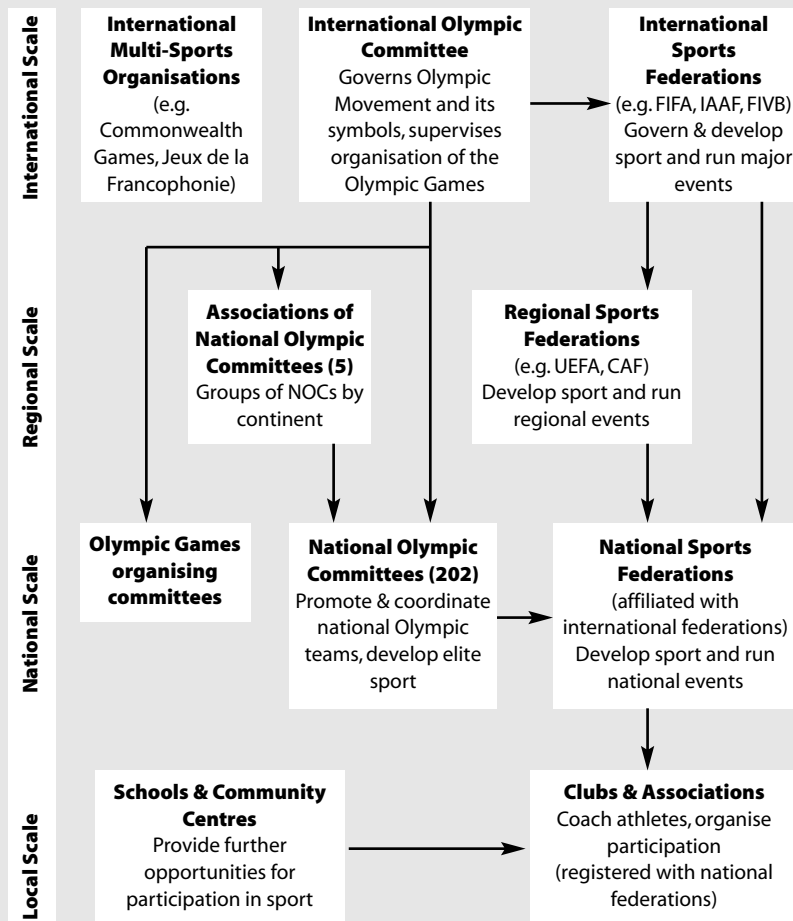 International Scale
International
Multi-Sports
Organisations
(e.g.
Commonwealth
Games, Jeux de la
Francophonie)
International Olympic
Committee
Governs Olympic
Movement and its
symbols, supervises
organisation of the
Olympic Games
International
Sports
Federations
(e.g. FIFA, IAAF, FIVB)
Govern & develop
sport and run major
events
Regional Scale
Associations of
National Olympic
Committees (5)
Groups of NOCs by
continent
Regional Sports
Federations
(e.g. UEFA, CAF)
Develop sport and run
regional events
National Scale
Olympic Games
organising
committees
National Olympic
Committees (202)
Promote & coordinate
national Olympic
teams, develop elite
sport
National Sports
Federations
(affiliated with
international federations)
Develop sport and run
national events
Local Scale
Schools & Community
Centres
Provide further
opportunities for
participation in sport
Clubs & Associations
Coach athletes, organise
participation
(registered with national
federations)